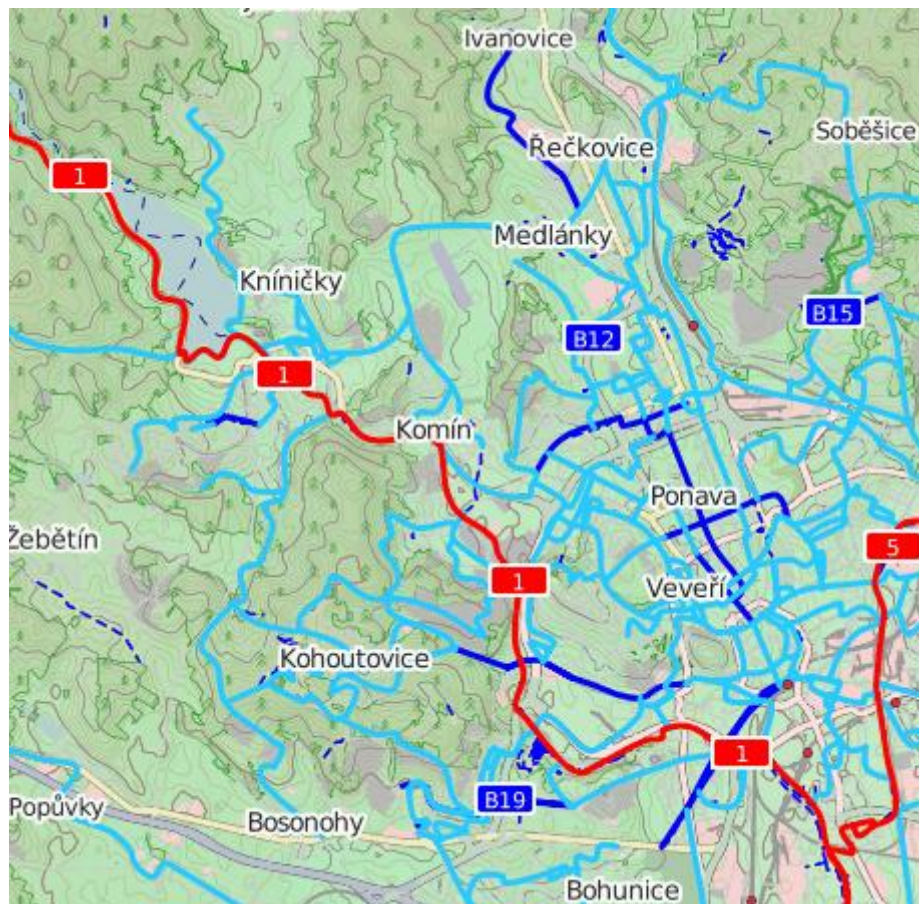 Ivanovice
Soběšice
Řečkovice
1
Medlánky
Kníničky
B15
B12
1
Komín
Ponava
Žebětín
5
1
Veveří
Kohoutovice
1
B19
Popůvky
Bosonohy
Bohunice